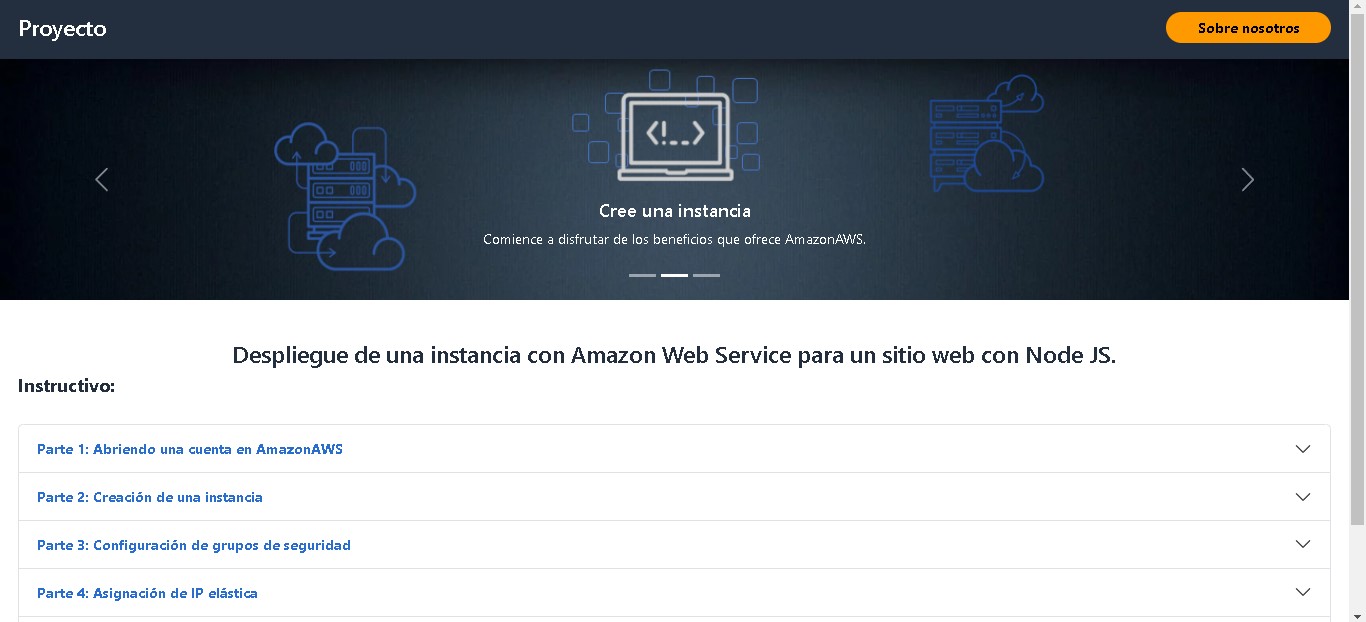 Proyecto
Sobre nosotros
<!...>
Cree una instancia
Comience a disfrutar de los beneficios que ofrece AmazonAWS.
Despliegue de una instancia con Amazon Web Service para un sitio web con Node JS.
Instructivo:
Parte 1: Abriendo una cuenta en AmazonAWS
Parte 2: Creación de una instancia
Parte 3: Configuración de grupos de seguridad
Parte 4: Asignación de IP elástica